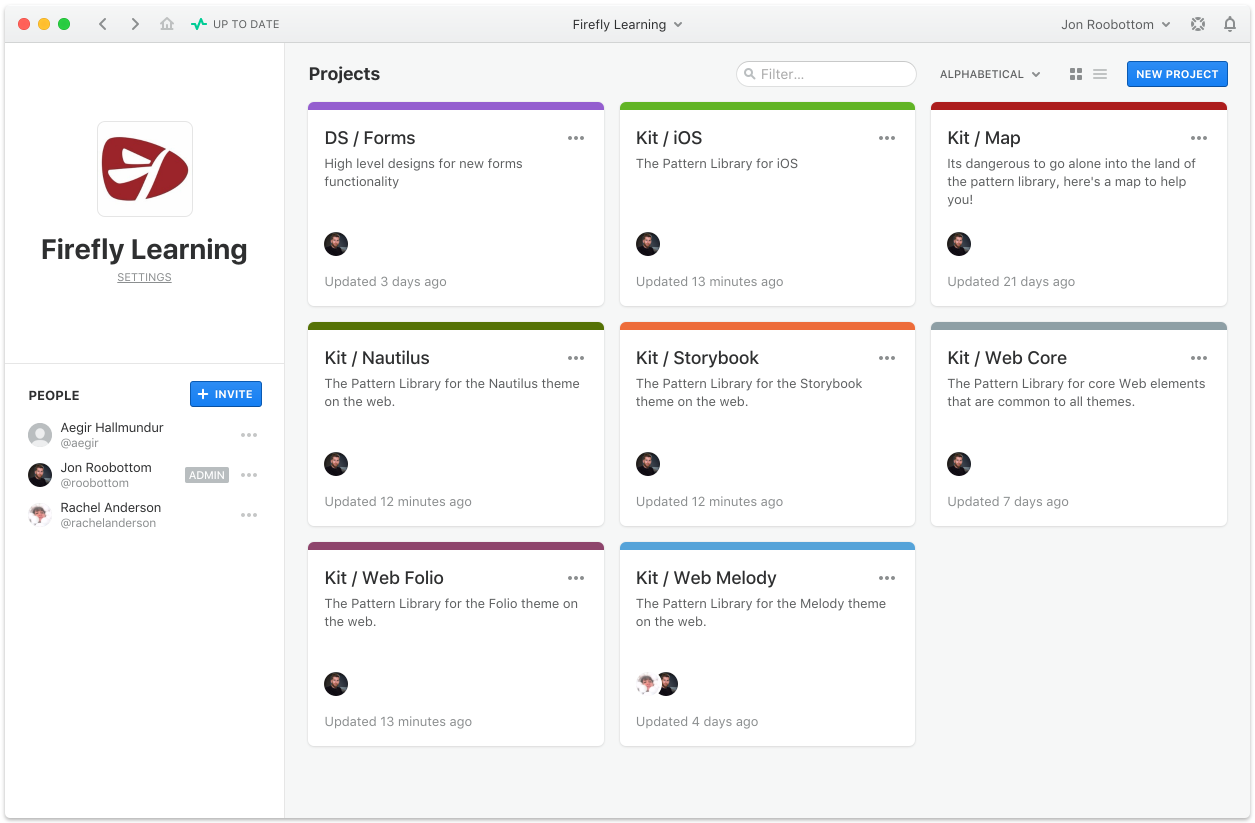 UP TO DATE
Firefly Learning
Jon Roobottom
Firefly Learning
SETTINGS
PEOPLE
INVITE
Aegir Hallmundur
@aegir
Jon Roobottom
@roobottom
ADMIN
Rachel Anderson
@rachelanderson
Projects
Filter...
ALPHABETICAL
NEW PROJECT
DS / Forms
High level designs for new forms
functionality
Updated 3 days ago
Kit / iOS
The Pattern Library for iOS
Updated 13 minutes ago
Kit / Map
Its dangerous to go alone into the land of
the pattern library, here's a map to help
you!
Updated 21 days ago
Kit / Nautilus
The Pattern Library for the Nautilus theme
on the web.
Updated 12 minutes ago
Kit / Storybook
The Pattern Library for the Storybook
theme on the web.
Updated 12 minutes ago
Kit / Web Core
The Pattern Library for core Web elements
that are common to all themes.
Updated 7 days ago
Kit / Web Folio
The Pattern Library for the Folio theme on
the web.
Updated 13 minutes ago
Kit / Web Melody
The Pattern Library for the Melody theme
on the web.
Updated 4 days ago